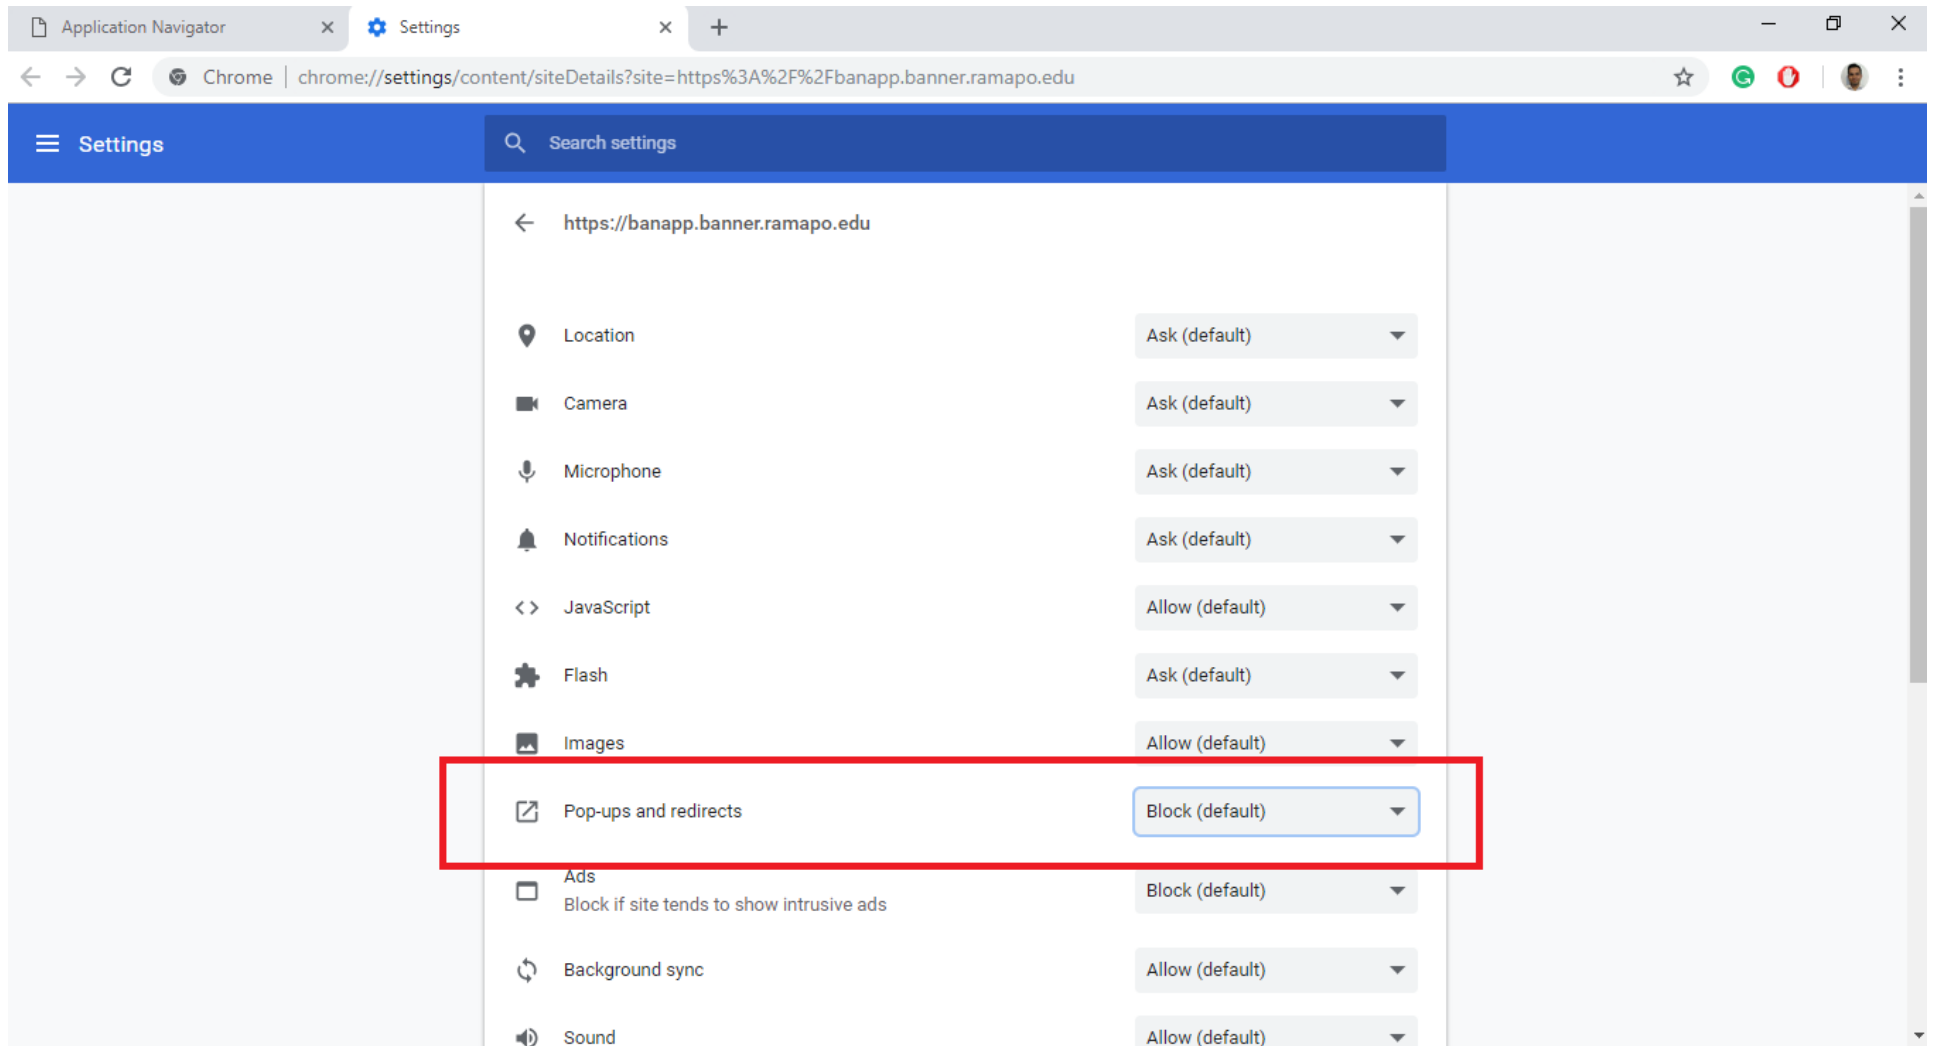 Application Navigator
Settings
Chrome | chrome://settings/content/siteDetails?site=https%3A%2F%2Fbanapp.banner.ramapo.edu
Settings
Search settings
https://banapp.banner.ramapo.edu
Location Ask (default)
Camera Ask (default)
Microphone Ask (default)
Notifications Ask (default)
JavaScript Allow (default)
Flash Ask (default)
Images Allow (default)
Pop-ups and redirects Block (default)
Ads Block (default)
Block if site tends to show intrusive ads
Background sync Allow (default)
Sound Allow (default)